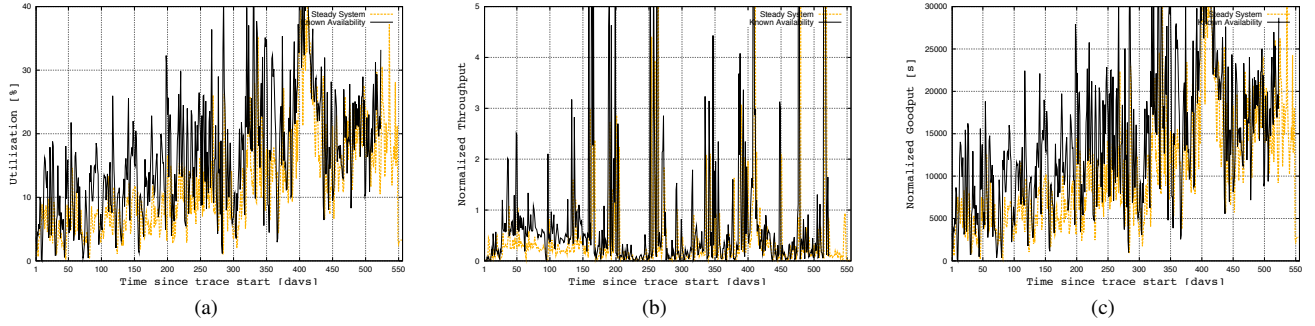 Steady System
Known Availability
Utilization [%]
40
30
20
10
0
1 50 100 150 200 250 300 350 400 450 500 550
Time since trace start [days]
(a)
Steady System
Known Availability
Normalized Throughput
5
4
3
2
1
0
1 50 100 150 200 250 300 350 400 450 500 550
Time since trace start [days]
(b)
Steady System
Known Availability
Normalized Goodput [s]
30000
25000
20000
15000
10000
5000
0
1 50 100 150 200 250 300 350 400 450 500 550
Time since trace start [days]
(c)